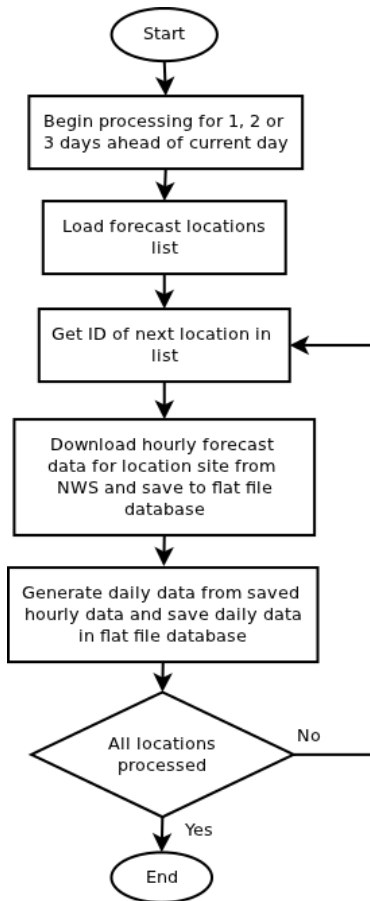 Start
Begin processing for 1, 2 or
3 days ahead of current day
Load forecast locations
list
Get ID of next location in
list
Download hourly forecast
data for location site from
NWS and save to flat file
database
Generate daily data from saved
hourly data and save daily data
in flat file database
All locations
processed
No
Yes
End